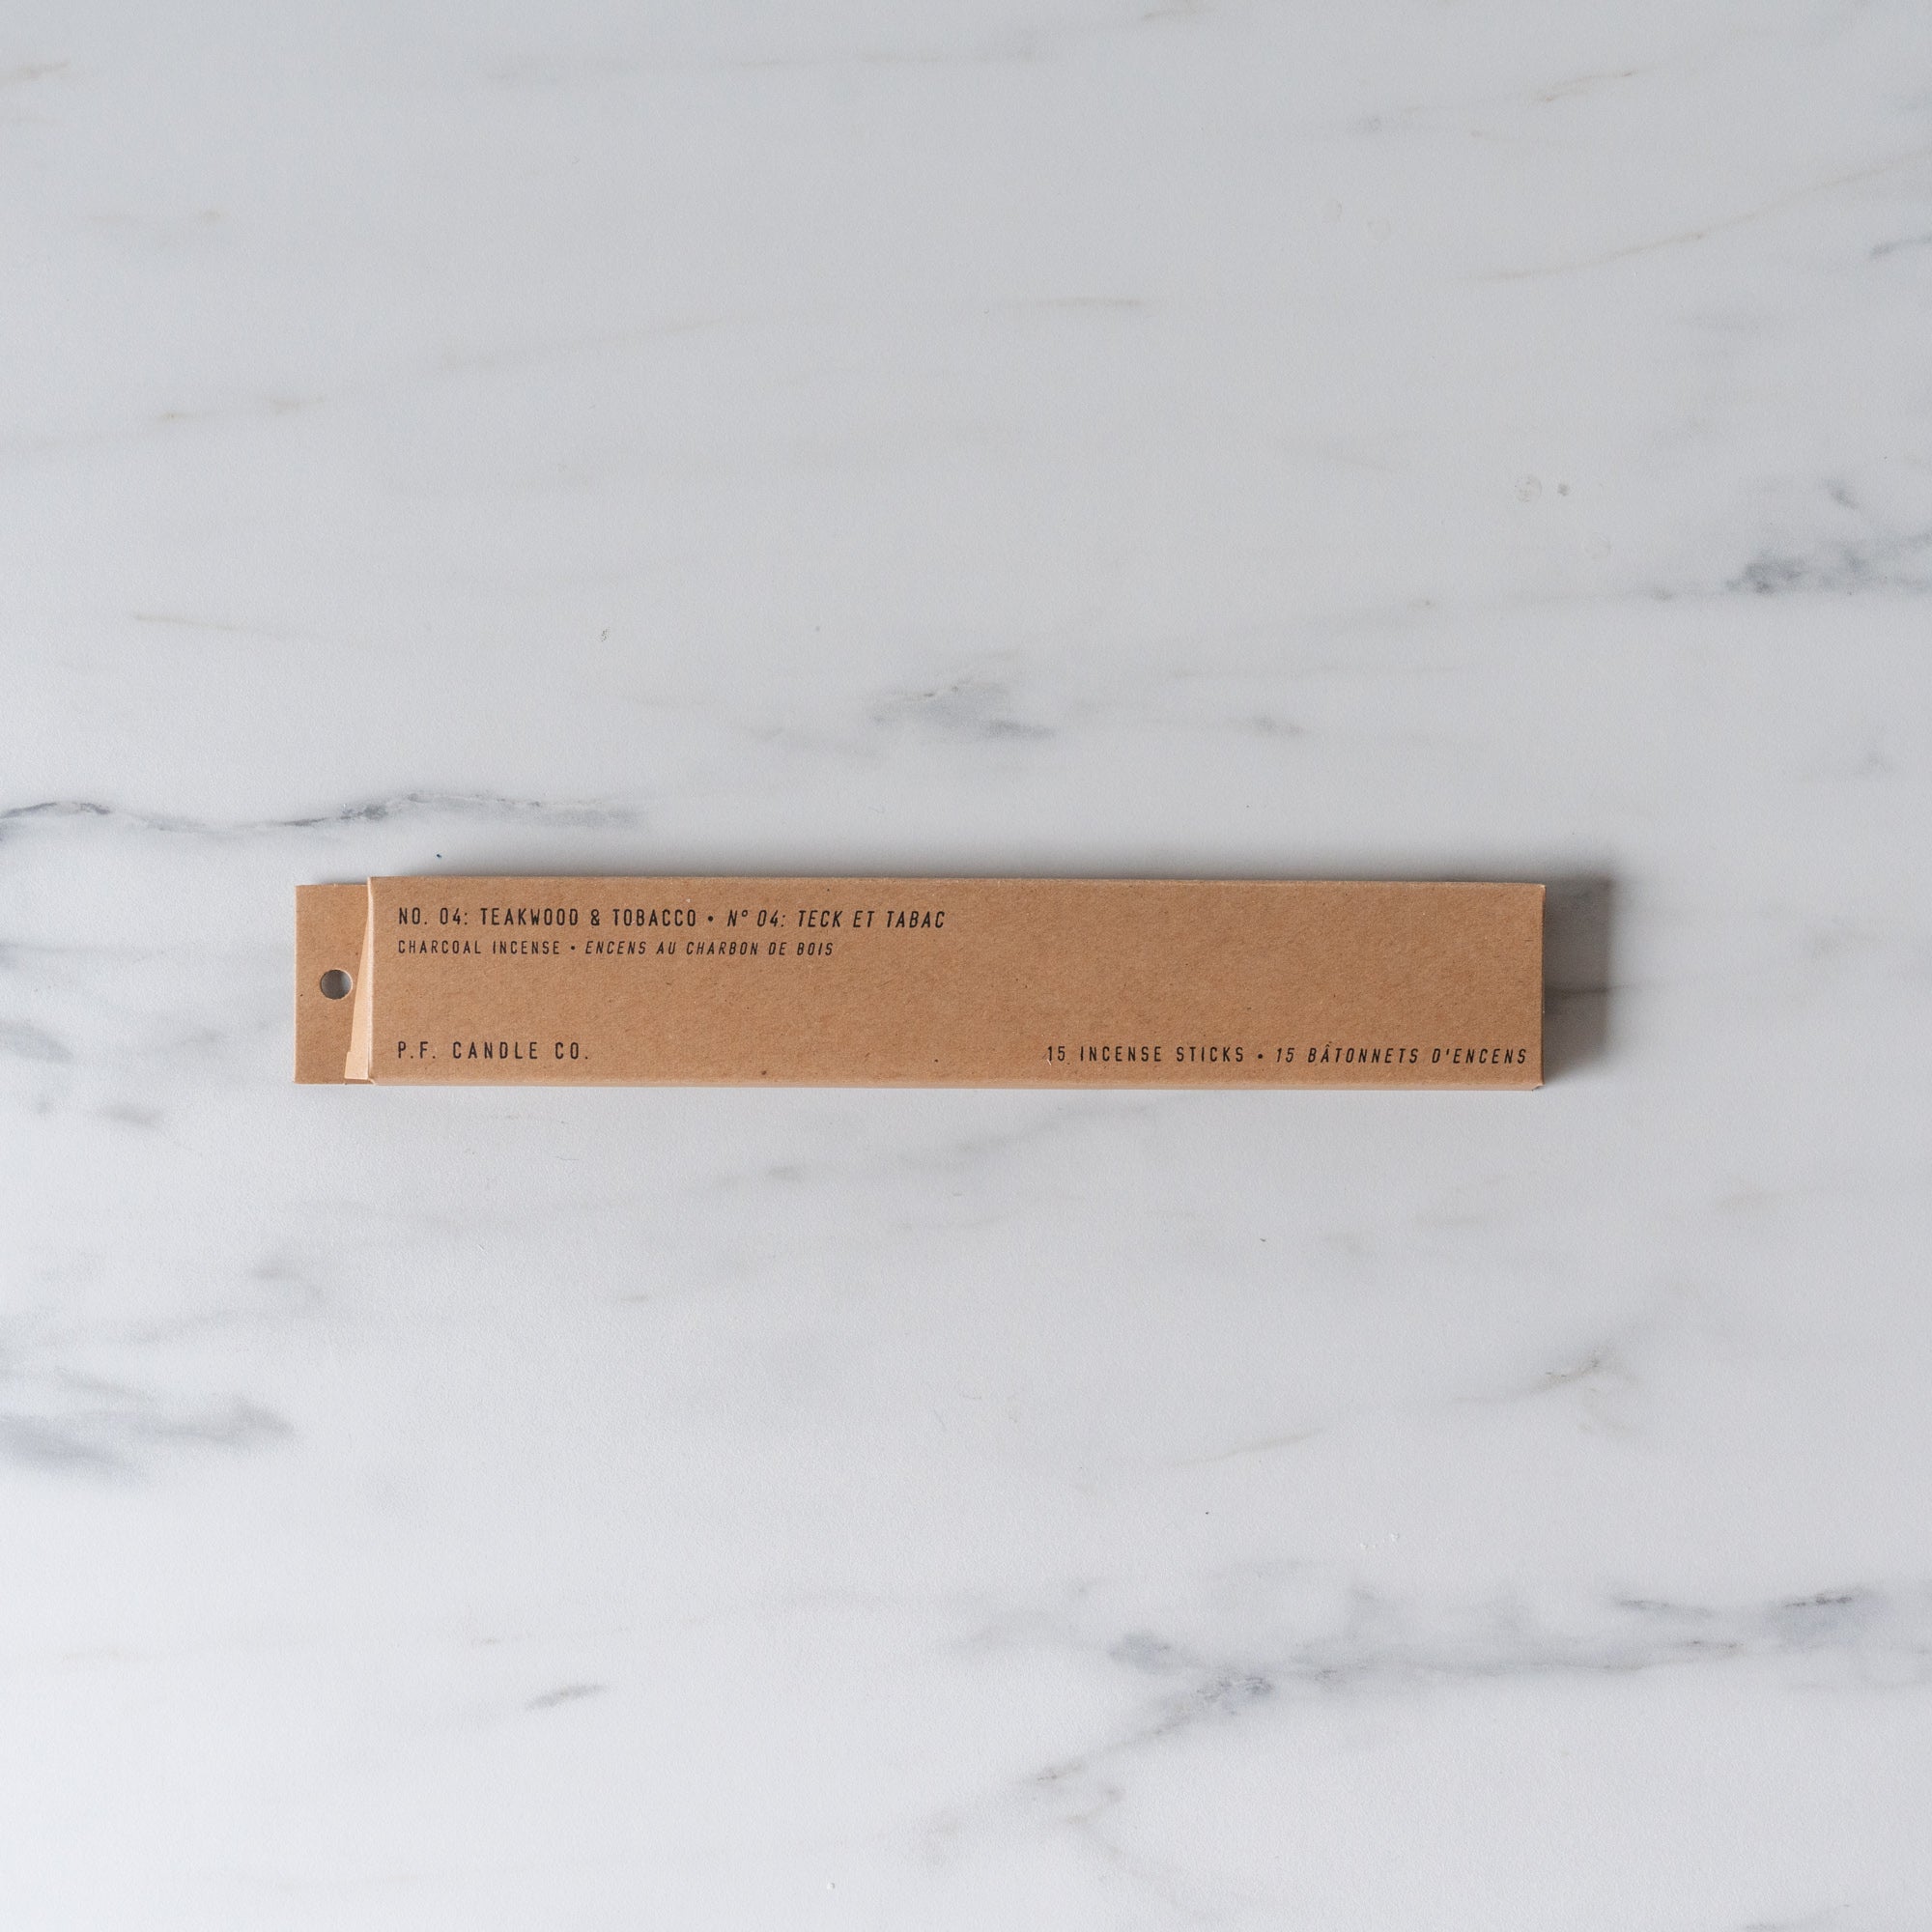 NO. 04: TEAKWOOD & TOBACCO • N° 04: TECK ET TABAC
CHARCOAL INCENSE • ENCENS AU CHARBON DE BOIS
P.F. CANDLE CO.
15 INCENSE STICKS • 15 BÂTONNETS D'ENCENS